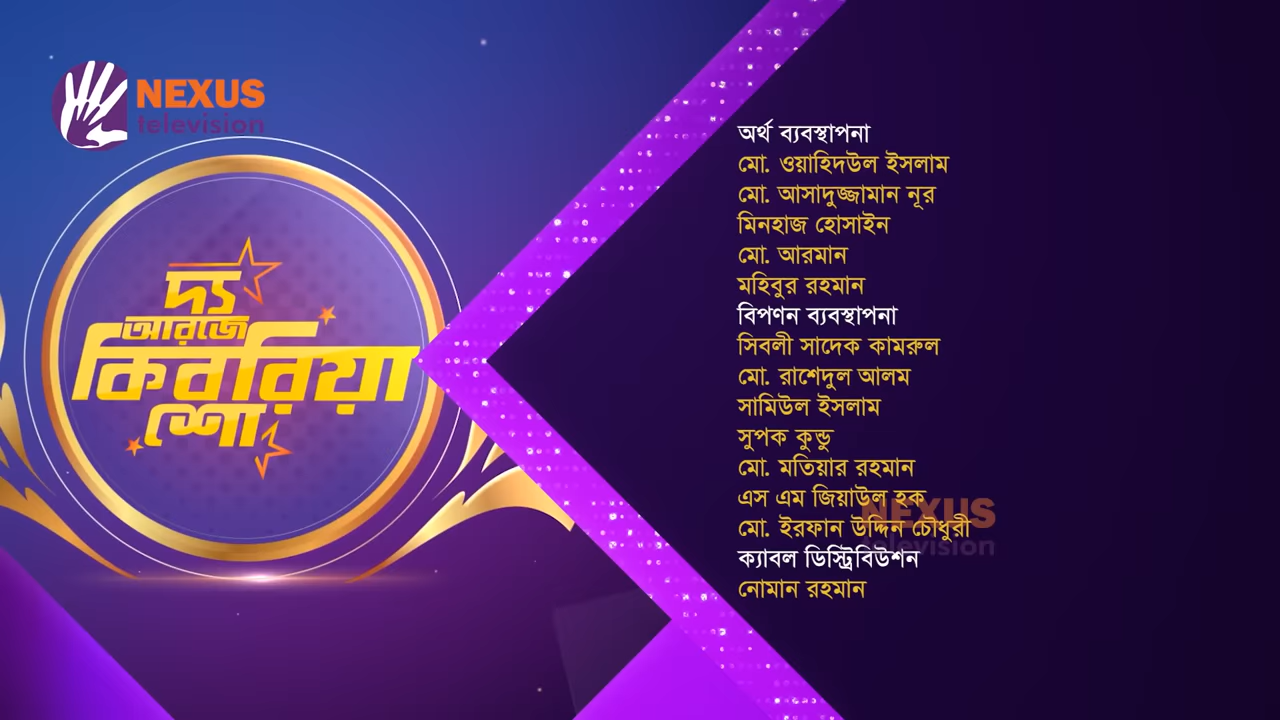 NEXUS
television
দ্য
আরজে
কিবরিয়া
শো
অর্থ ব্যবস্থাপনা
মো. ওয়াহিদউল ইসলাম
মো. আসাদুজ্জামান নূর
মিনহাজ হোসাইন
মো. আরমান
মহিবুর রহমান
বিপণন ব্যবস্থাপনা
সিবলী সাদেক কামরুল
মো. রাশেদুল আলম
সামিউল ইসলাম
সুপক কুন্ডু
মো. মতিয়ার রহমান
এস এম জিয়াউল হক
মো. ইরফান উদ্দিন চৌধুরী
ক্যাবল ডিস্ট্রিবিউশন
নোমান রহমান
NEXUS
television